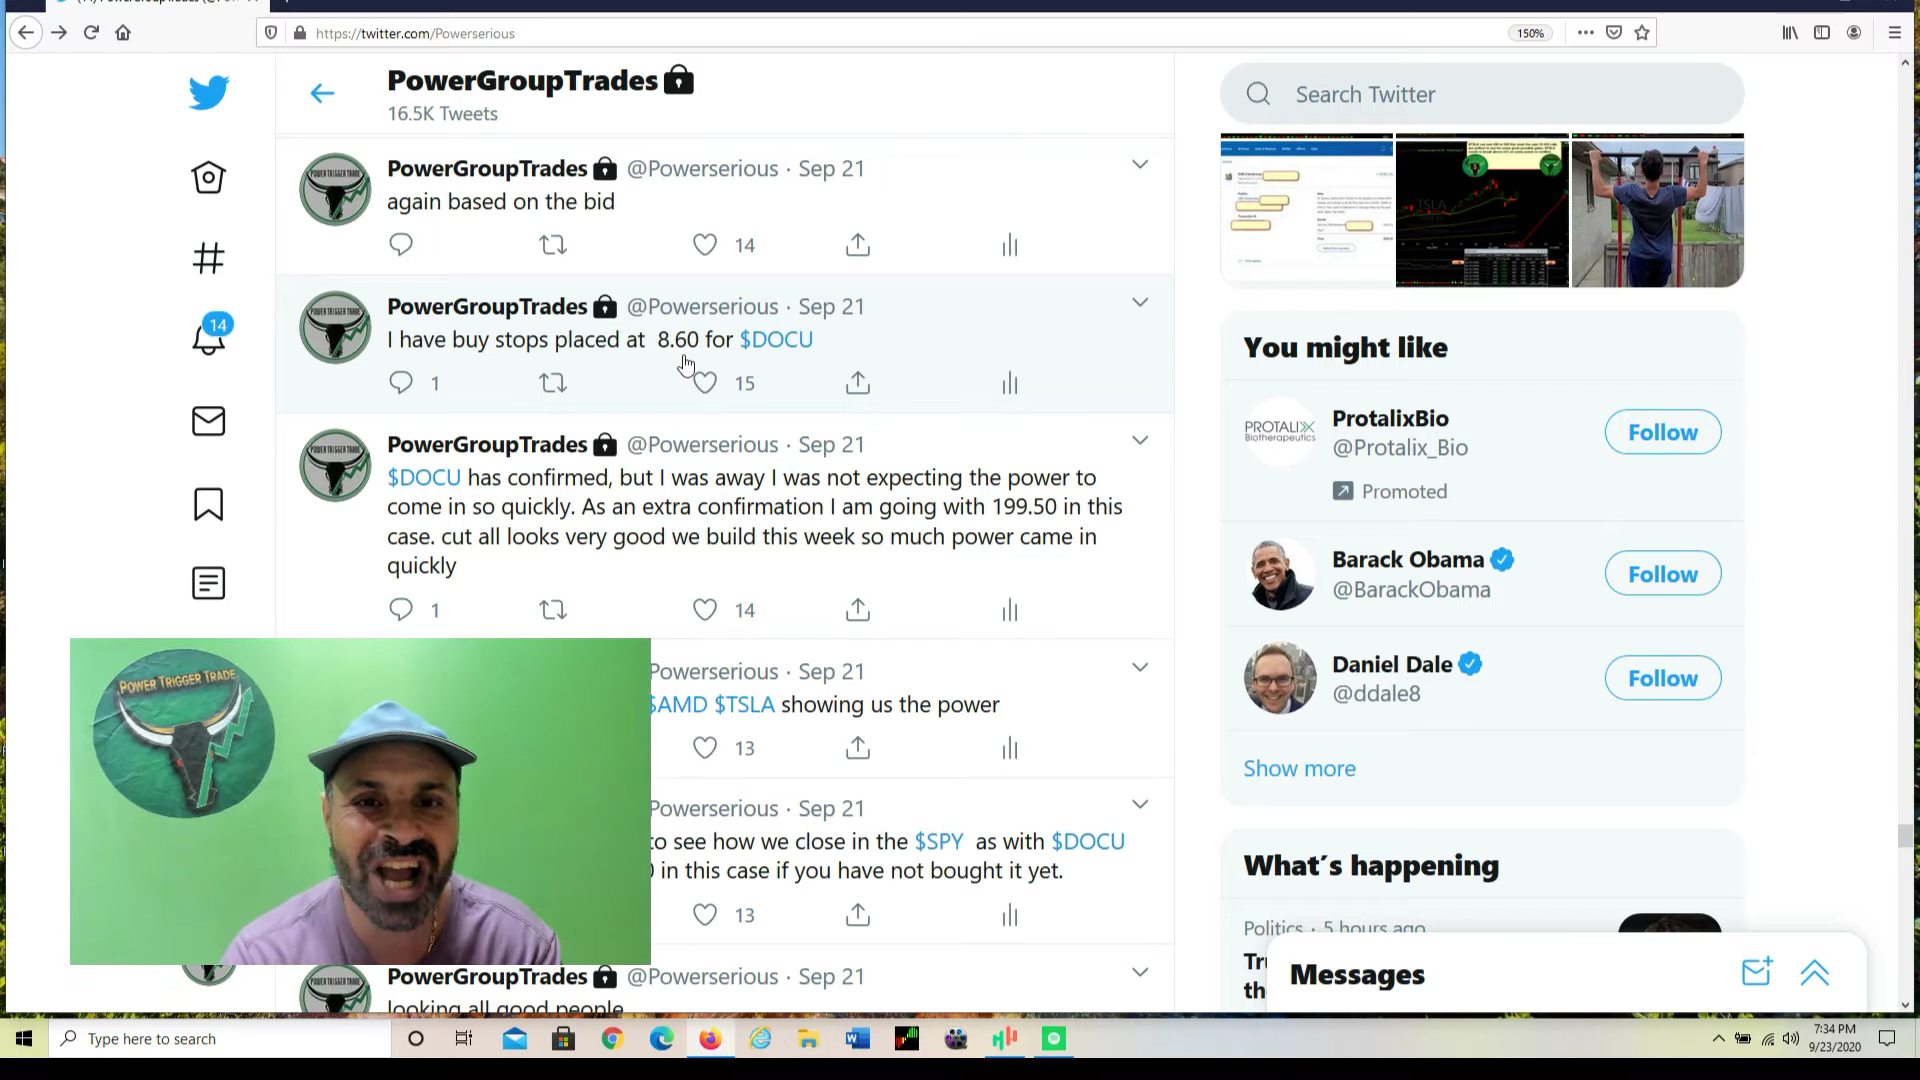 https://twitter.com/Powerserious
150%
PowerGroupTrades
16.5K Tweets
Search Twitter
PowerGroupTrades @Powerserious · Sep 21
again based on the bid
14
TSLA
PowerGroupTrades @Powerserious · Sep 21
I have buy stops placed at 8.60 for $DOCU
1 15
14
You might like
PROTALIX
Biotherapeutics
ProtalixBio
@Protalix_Bio
Promoted
Follow
PowerGroupTrades @Powerserious · Sep 21
$DOCU has confirmed, but I was away I was not expecting the power to
come in so quickly. As an extra confirmation I am going with 199.50 in this
case. cut all looks very good we build this week so much power came in
quickly
1 14
Barack Obama
@BarackObama
Follow
Daniel Dale
@ddale8
Follow
Show more
Powerserious · Sep 21
$AMD $TSLA showing us the power
13
POWER TRIGGER TRADE
Powerserious · Sep 21
to see how we close in the $SPY as with $DOCU
in this case if you have not bought it yet.
13
What's happening
Politics · 5 hours ago
Messages
PowerGroupTrades @Powerserious · Sep 21
looking all good people
Type here to search
7:34 PM
9/23/2020